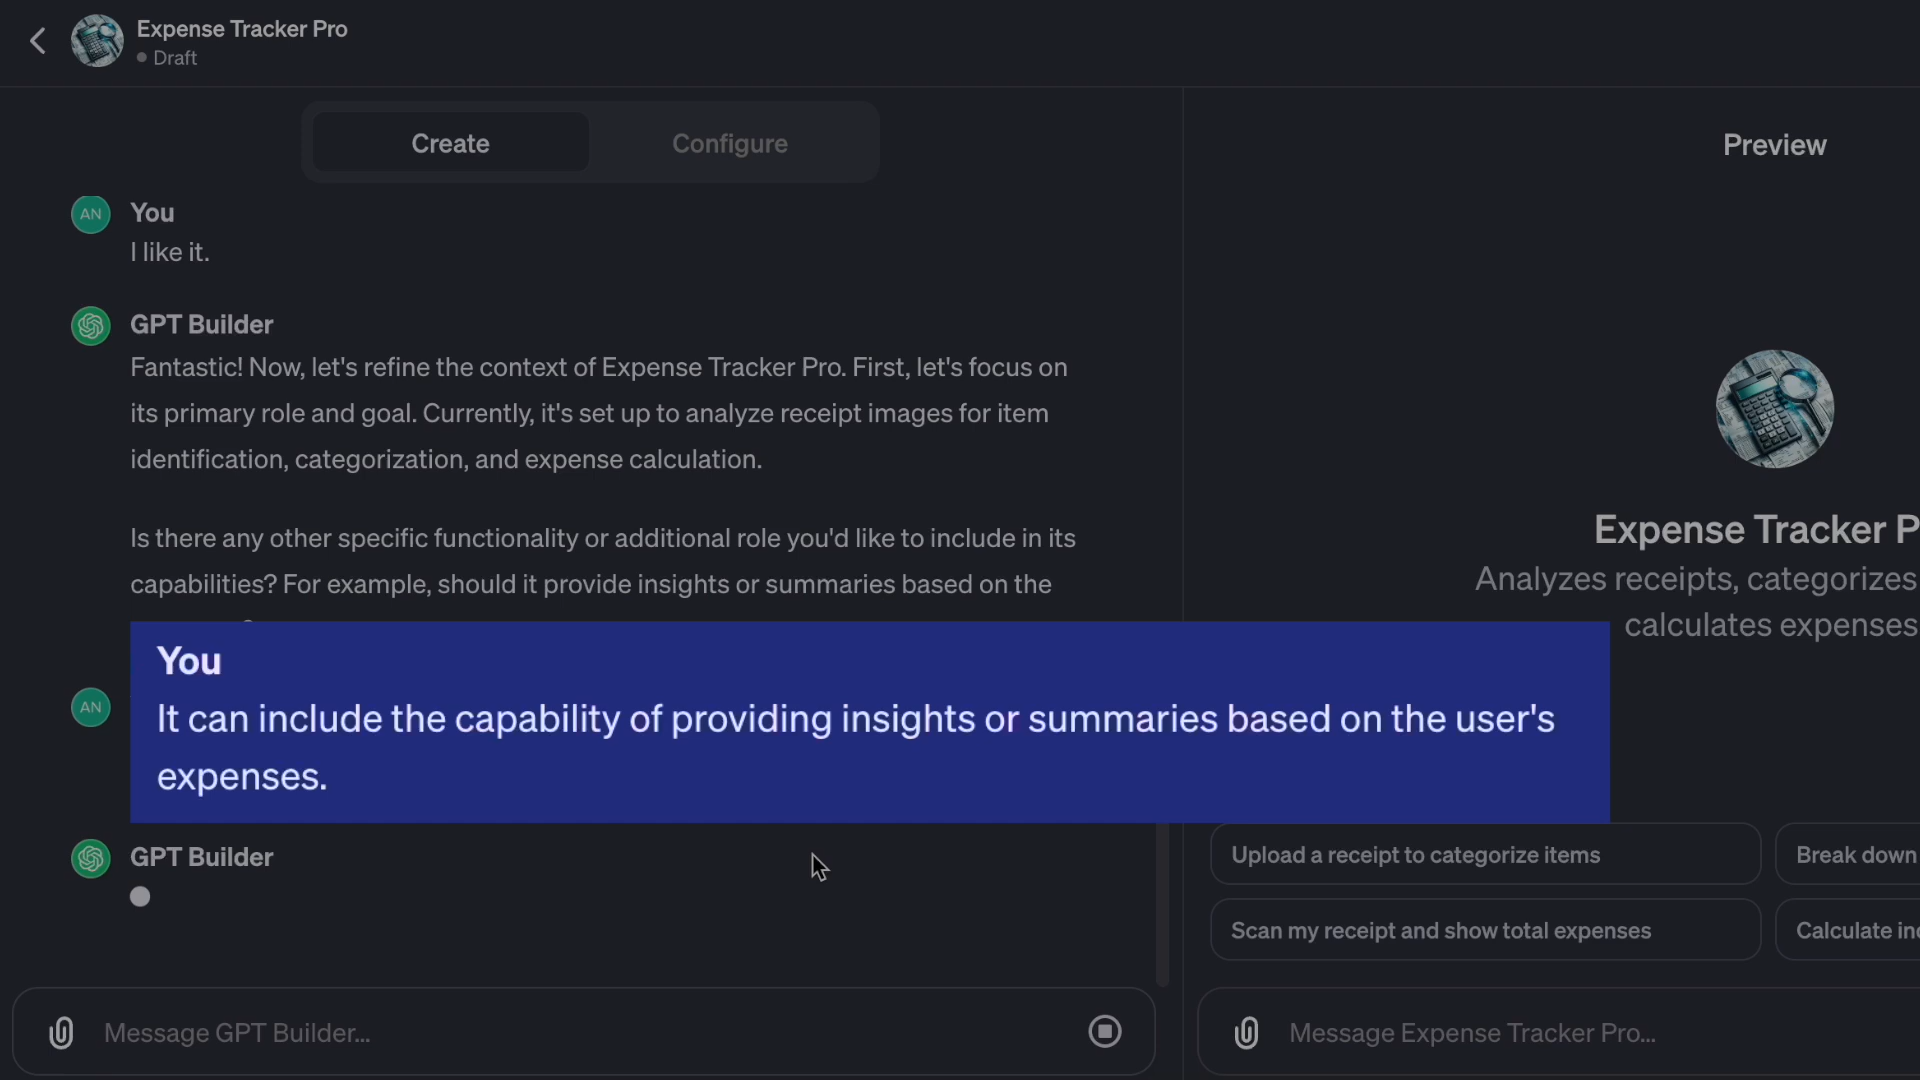 Expense Tracker Pro
Draft
Create
Configure
Preview
AN
You
I like it.
GPT Builder
Fantastic! Now, let's refine the context of Expense Tracker Pro. First, let's focus on
its primary role and goal. Currently, it's set up to analyze receipt images for item
identification, categorization, and expense calculation.
Is there any other specific functionality or additional role you'd like to include in its
capabilities? For example, should it provide insights or summaries based on the
AN
You
It can include the capability of providing insights or summaries based on the user's
expenses.
GPT Builder
Message GPT Builder...
Expense Tracker P
Analyzes receipts, categorizes
calculates expenses
Upload a receipt to categorize items
Break down
Scan my receipt and show total expenses
Calculate
Message Expense Tracker Pro...